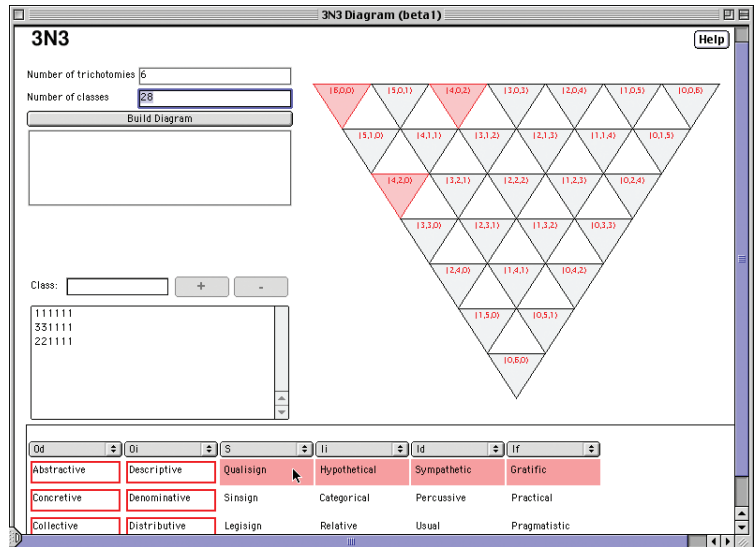 3N3 Diagram (beta1)
3N3
Help
Number of trichotomies 6
Number of classes 28
Build Diagram
(6,0,0) (5,0,1) (4,0,2) (3,0,3) (2,0,4) (1,0,5) (0,0,6)
(5,1,0) (4,1,1) (3,1,2) (2,1,3) (1,1,4) (0,1,5)
(4,2,0) (3,2,1) (2,2,2) (1,2,3) (0,2,4)
(3,3,0) (2,3,1) (1,3,2) (0,3,3)
(2,4,0) (1,4,1) (0,4,2)
(1,5,0) (0,5,1)
(0,6,0)
Class: + -
111111
331111
221111
Od Oi S Ii Id If
Abstractive Descriptive Qualisign Hypothetical Sympathetic Gratific
Concretive Denominative Sinsign Categorical Percussive Practical
Collective Distributive Legisign Relative Usual Pragmatistic